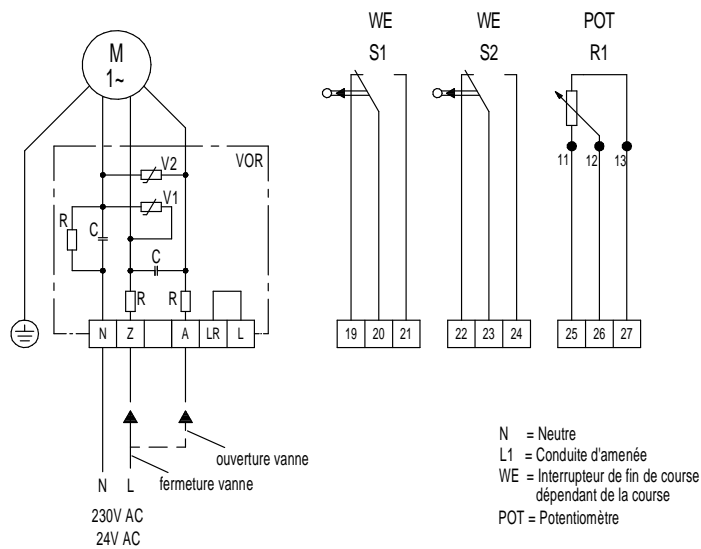 WE
WE
POT
M
1~
S1
S2
R1
VOR
V2
V1
R
C
C
R
R
11
12
13
N
Z
A
LR
L
19
20
21
22
23
24
25
26
27
ouverture vanne
fermeture vanne
N
L
230V AC
24V AC
N = Neutre
L1 = Conduite d'amenée
WE = Interrupteur de fin de course
dépendant de la course
POT = Potentiomètre